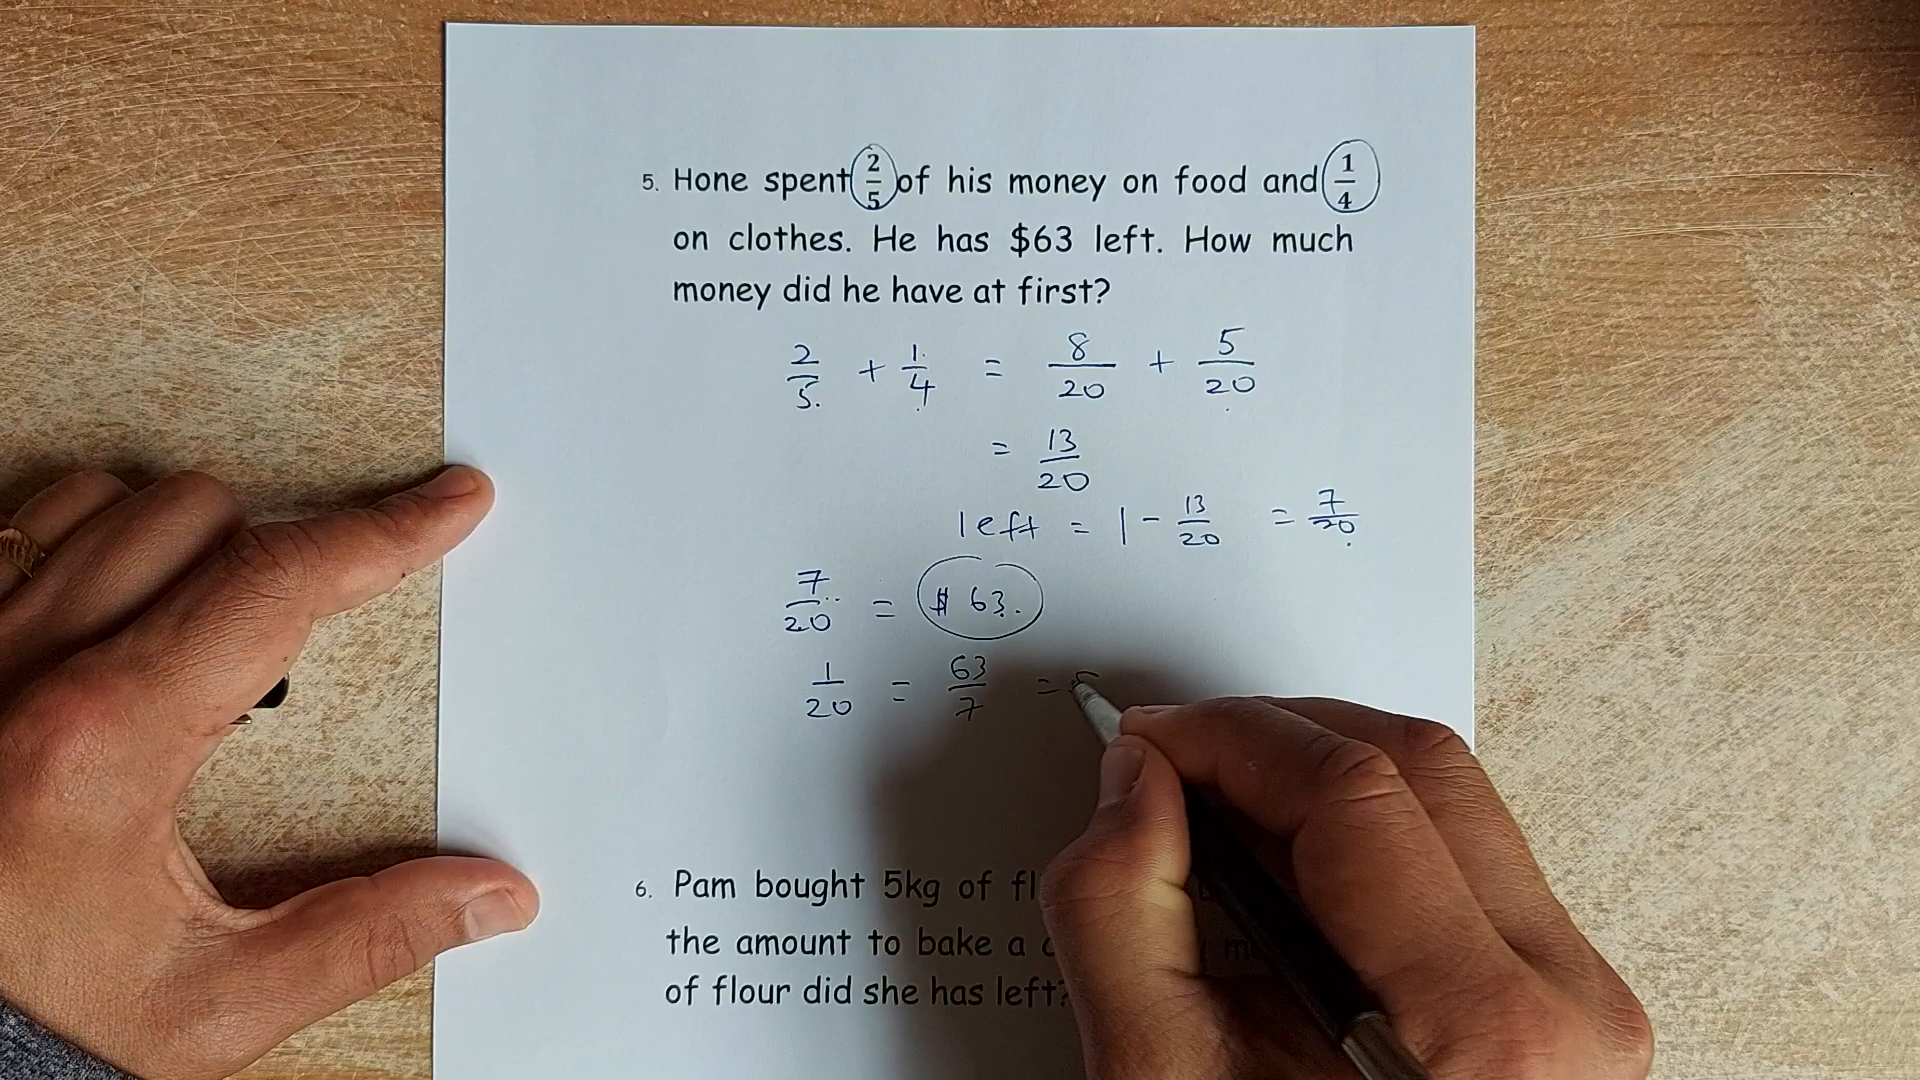 5. Hone spent 2/5 of his money on food and 1/4
on clothes. He has $63 left. How much
money did he have at first?
2/5 + 1/4 = 8/20 + 5/20
= 13/20
left = 1 - 13/20 = 7/20
7/20 = $ 63.
1/20 = 63/7 =
6. Pam bought 5kg of
the amount to bake a
of flour did she has left?